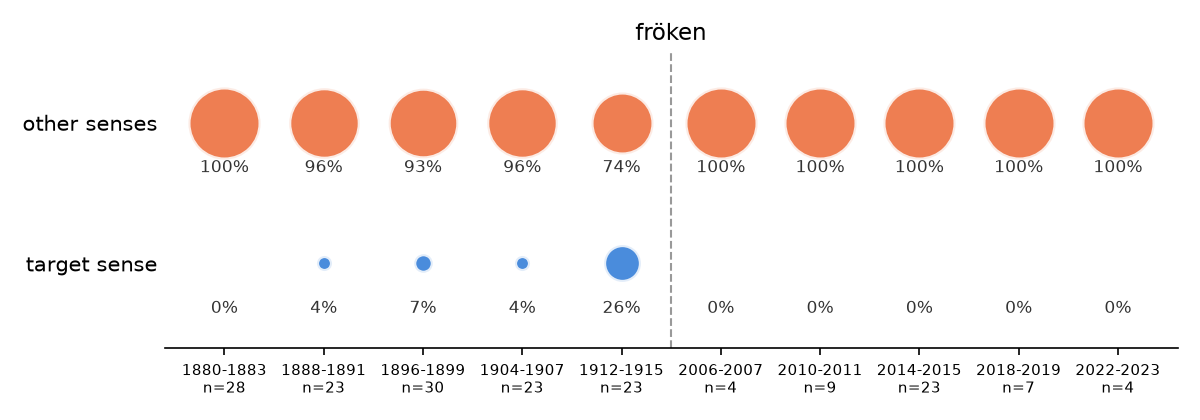 fröken
other senses
100% 96% 93% 96% 74% 100% 100% 100% 100% 100%
target sense
0% 4% 7% 4% 26% 0% 0% 0% 0% 0%
1880-1883 1888-1891 1896-1899 1904-1907 1912-1915 2006-2007 2010-2011 2014-2015 2018-2019 2022-2023
n=28 n=23 n=30 n=23 n=23 n=4 n=9 n=23 n=7 n=4